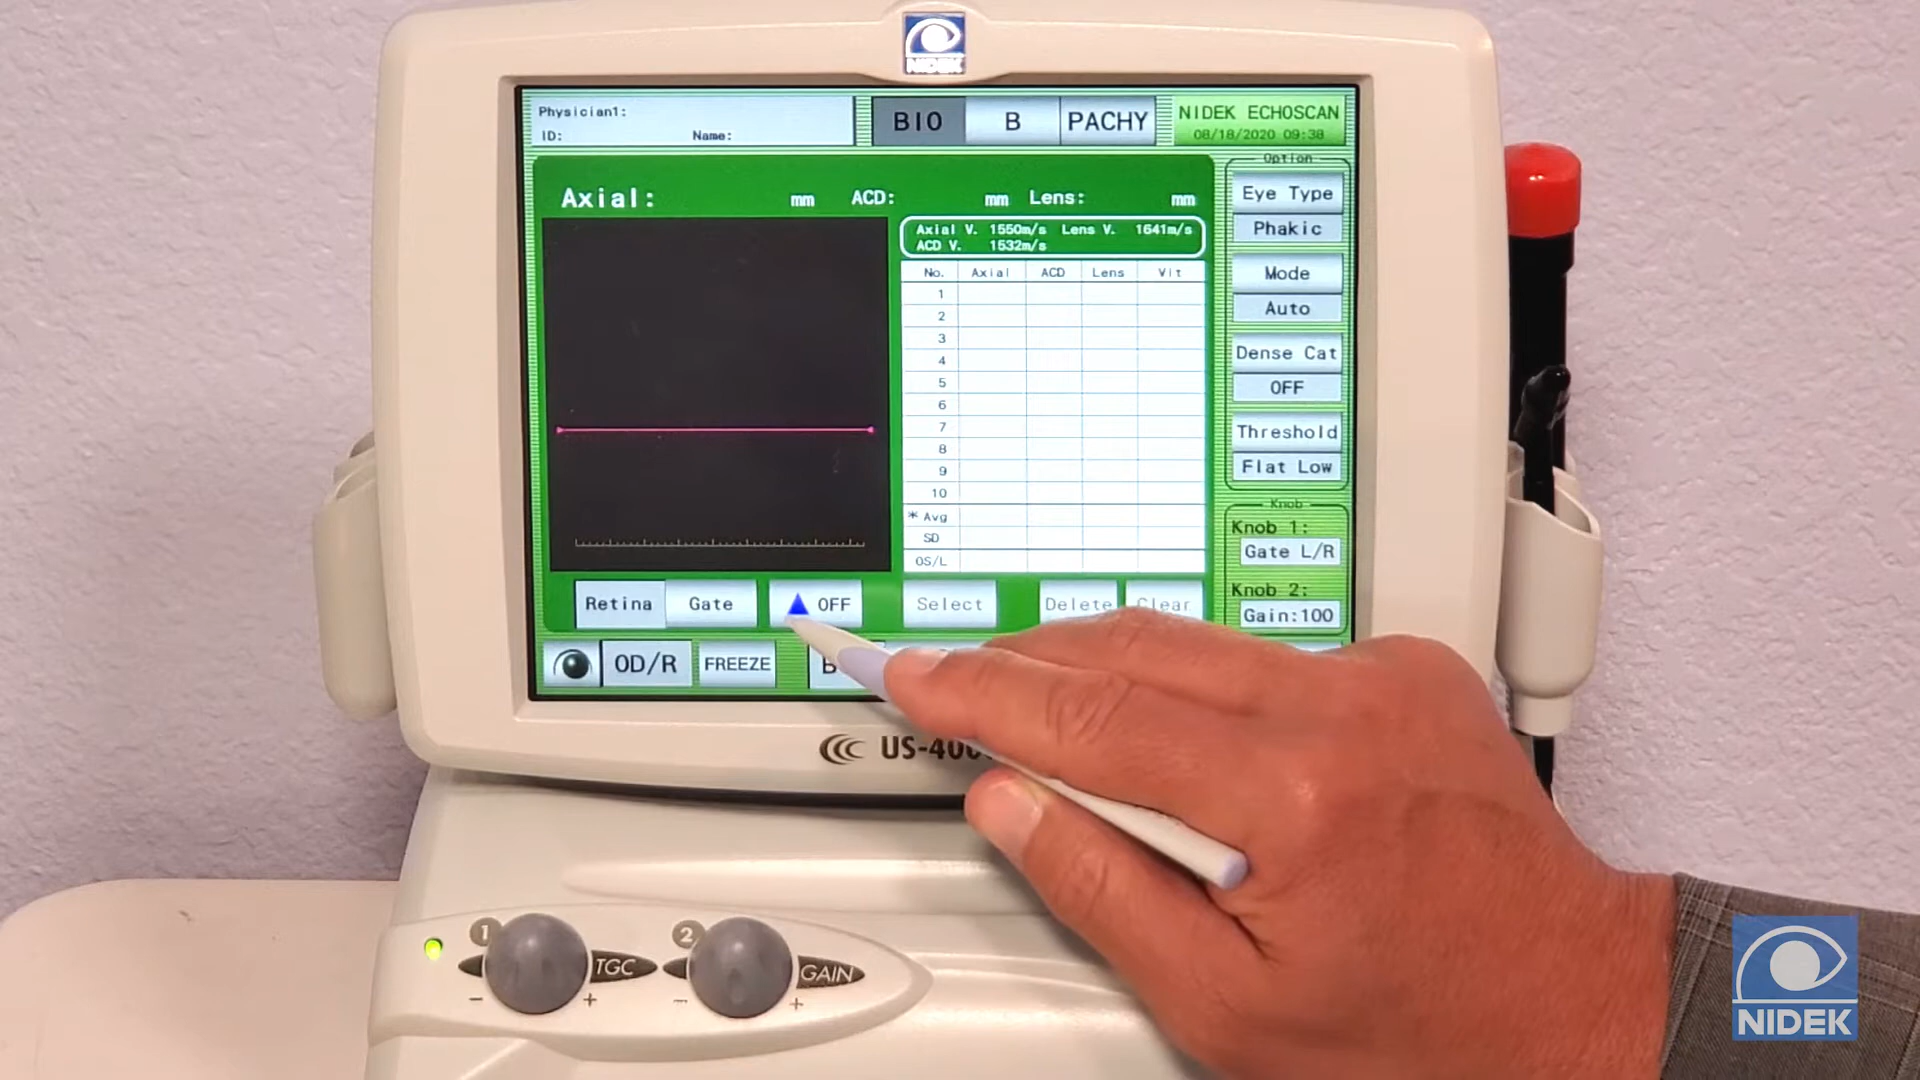 NIDEK
Physician1:
ID: Name:
BIO B PACHY
NIDEK ECHOSCAN
08/18/2020 09:38
Option
Axial: mm ACD: mm Lens: mm
Eye Type
Phakic
Axial V. 1550m/s Lens V. 1641m/s
ACD V. 1532m/s
No. Axial ACD Lens Vit
Mode
1
Auto
2
3
Dense Cat
4
OFF
5
6
Threshold
7
8
Flat Low
9
10
Knob
* Avg
Knob 1:
SD
Gate L/R
OS/L
Knob 2:
Retina Gate OFF Select Delete Clear
Gain:100
OD/R FREEZE B
US-400
1 TGC - +
2 GAIN - +
NIDEK